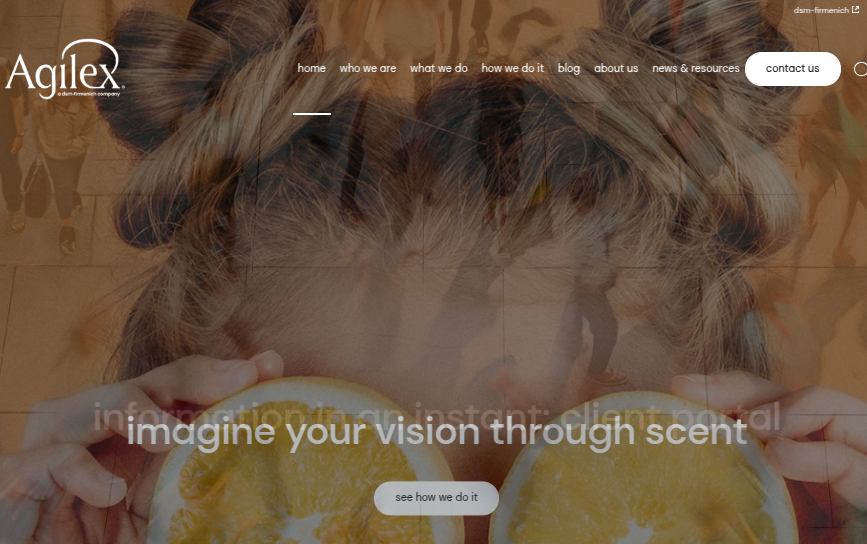 dsm-firmenich
Agilex
a dsm-firmenich company
home who we are what we do how we do it blog about us news & resources contact us
information in an instant: client portal
imagine your vision through scent
see how we do it